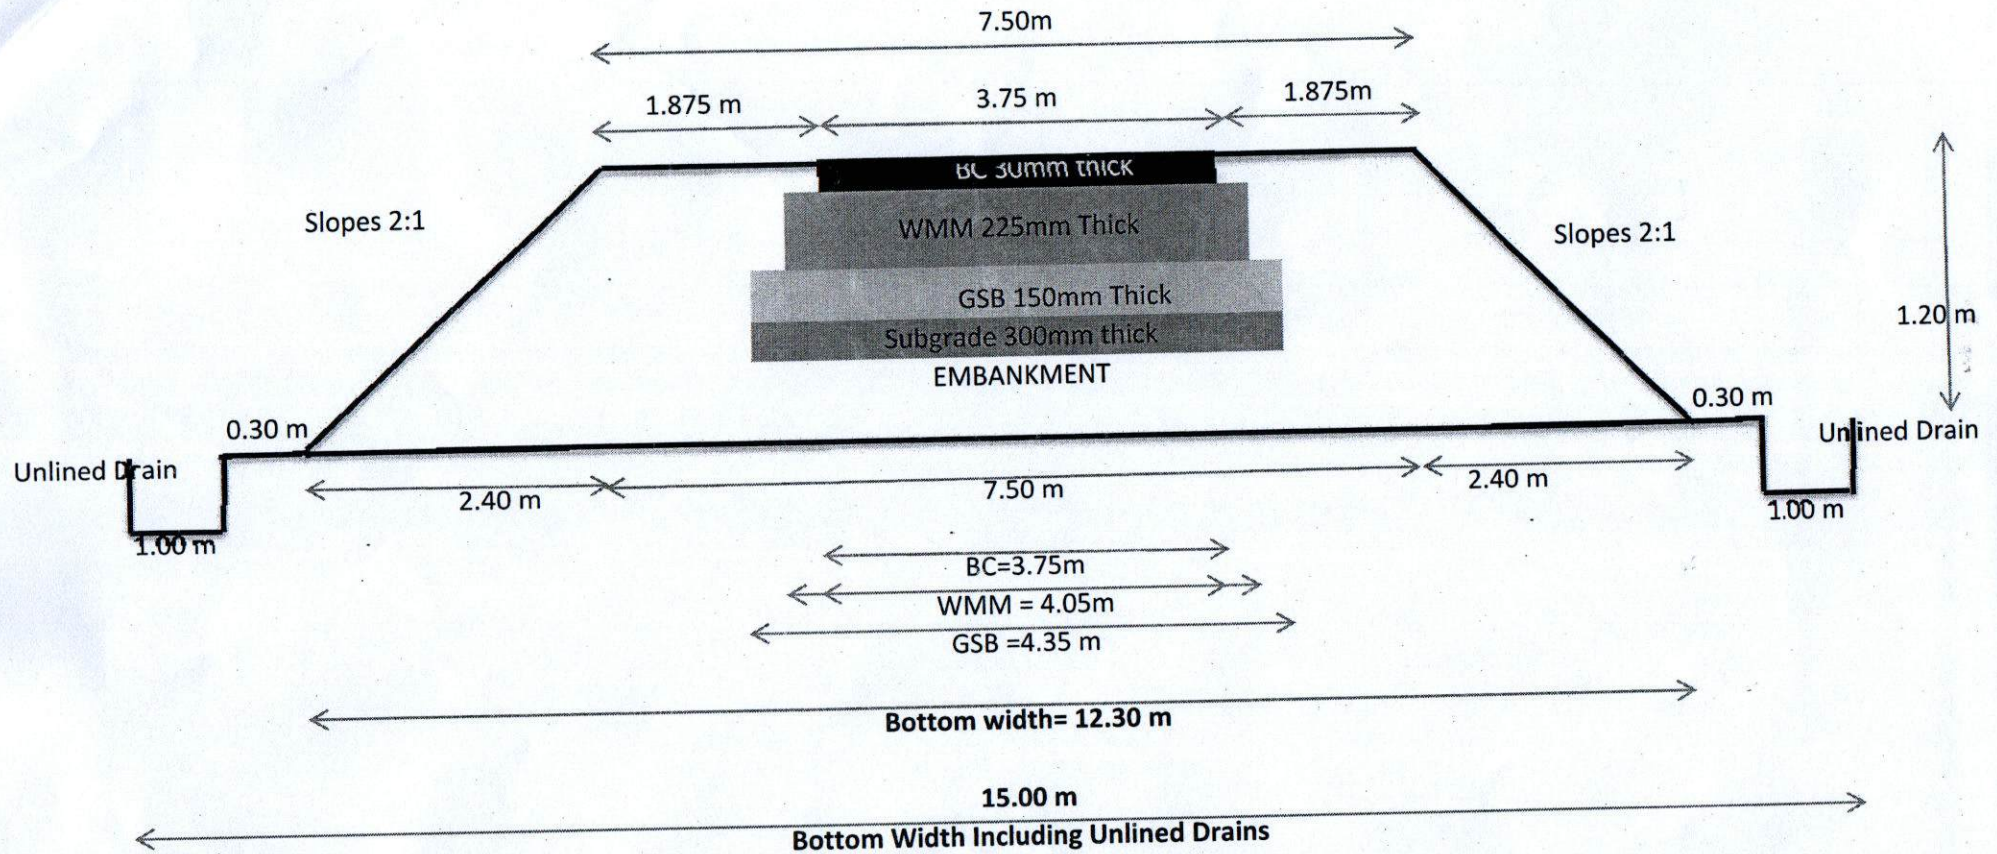 7.50m
1.875 m
3.75 m
1.875m
BC 30mm thick
Slopes 2:1
WMM 225mm Thick
Slopes 2:1
GSB 150mm Thick
1.20 m
Subgrade 300mm thick
EMBANKMENT
0.30 m
0.30 m
Unlined Drain
Unlined Drain
2.40 m
7.50 m
2.40 m
1.00 m
1.00 m
BC=3.75m
WMM = 4.05m
GSB =4.35 m
Bottom width= 12.30 m
15.00 m
Bottom Width Including Unlined Drains